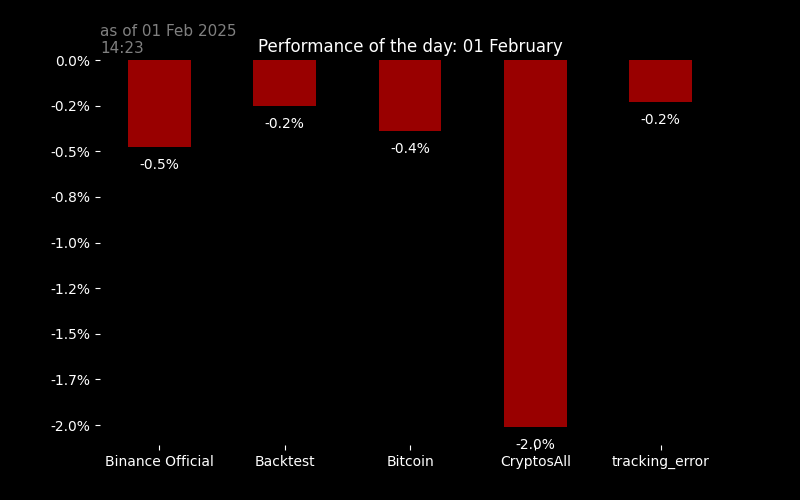 as of 01 Feb 2025
14:23
Performance of the day: 01 February
0.0%
-0.2%
-0.5%
-0.8%
-1.0%
-1.2%
-1.5%
-1.7%
-2.0%
-0.5%
-0.2%
-0.4%
-2.0%
-0.2%
Binance Official
Backtest
Bitcoin
CryptosAll
tracking_error